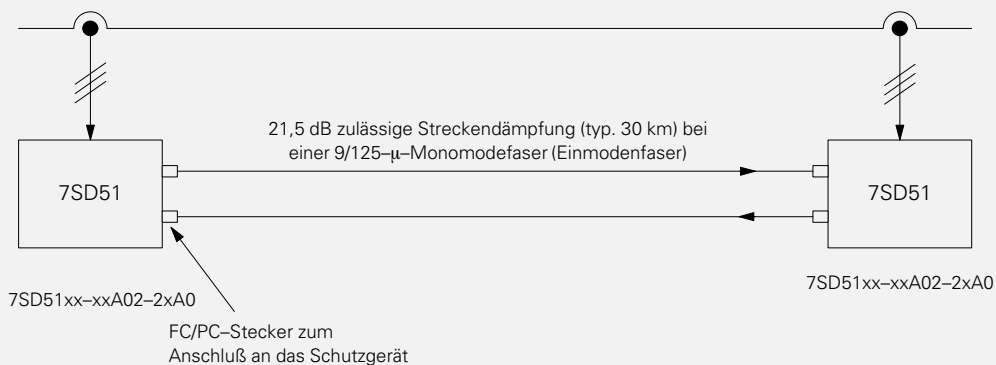 21,5 dB zulässige Streckendämpfung (typ. 30 km) bei
einer 9/125–µ–Monomodefaser (Einmodenfaser)
7SD51
7SD51
7SD51xx–xxA02–2xA0
7SD51xx–xxA02–2xA0
FC/PC–Stecker zum
Anschluß an das Schutzgerät